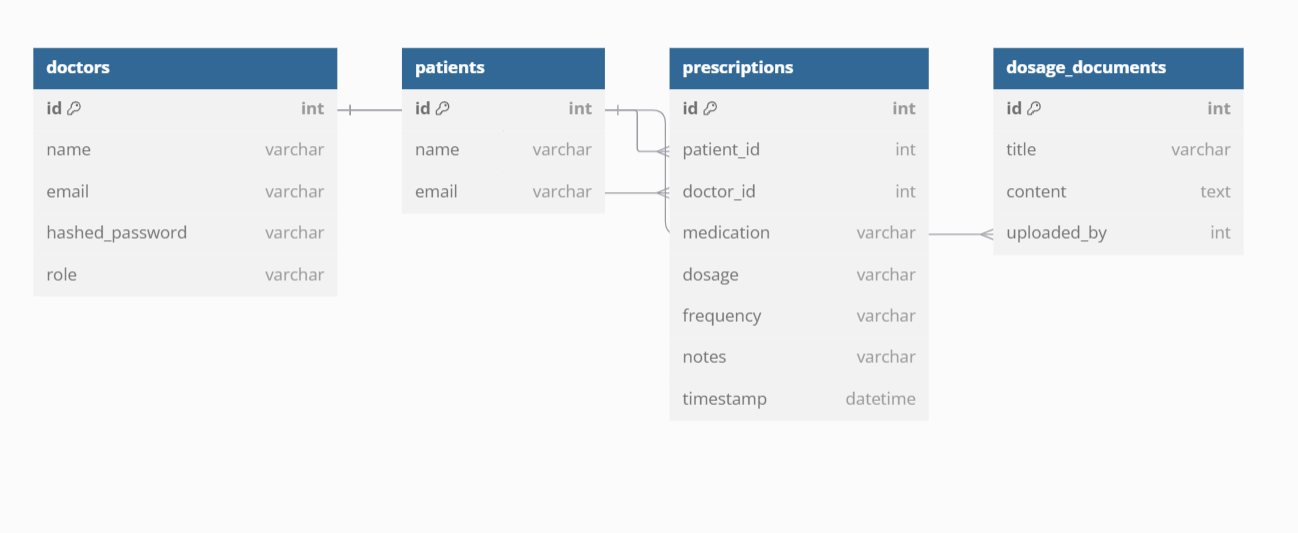 doctors
id int
name varchar
email varchar
hashed_password varchar
role varchar
patients
id int
name varchar
email varchar
prescriptions
id int
patient_id int
doctor_id int
medication varchar
dosage varchar
frequency varchar
notes varchar
timestamp datetime
dosage_documents
id int
title varchar
content text
uploaded_by int